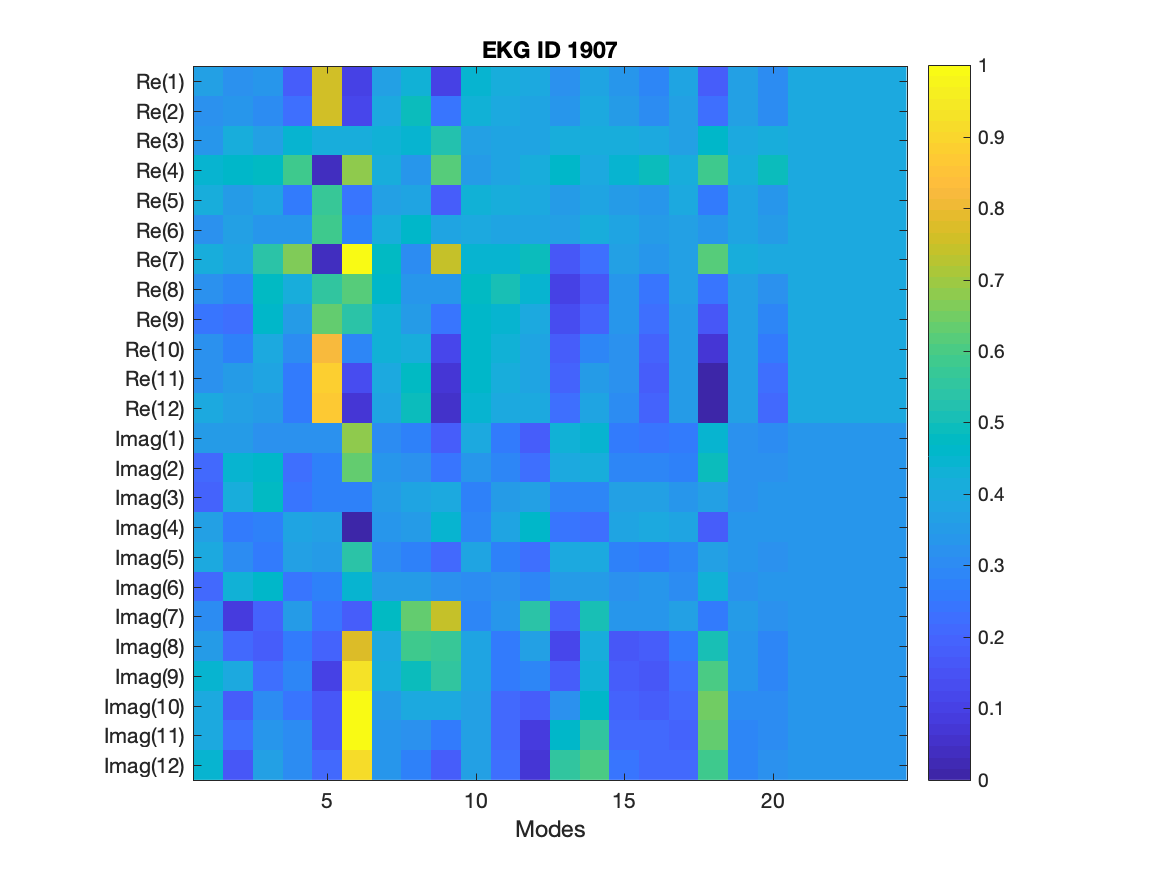 EKG ID 1907
Re(1)
Re(2)
Re(3)
Re(4)
Re(5)
Re(6)
Re(7)
Re(8)
Re(9)
Re(10)
Re(11)
Re(12)
Imag(1)
Imag(2)
Imag(3)
Imag(4)
Imag(5)
Imag(6)
Imag(7)
Imag(8)
Imag(9)
Imag(10)
Imag(11)
Imag(12)
5 10 15 20
Modes
1
0.9
0.8
0.7
0.6
0.5
0.4
0.3
0.2
0.1
0